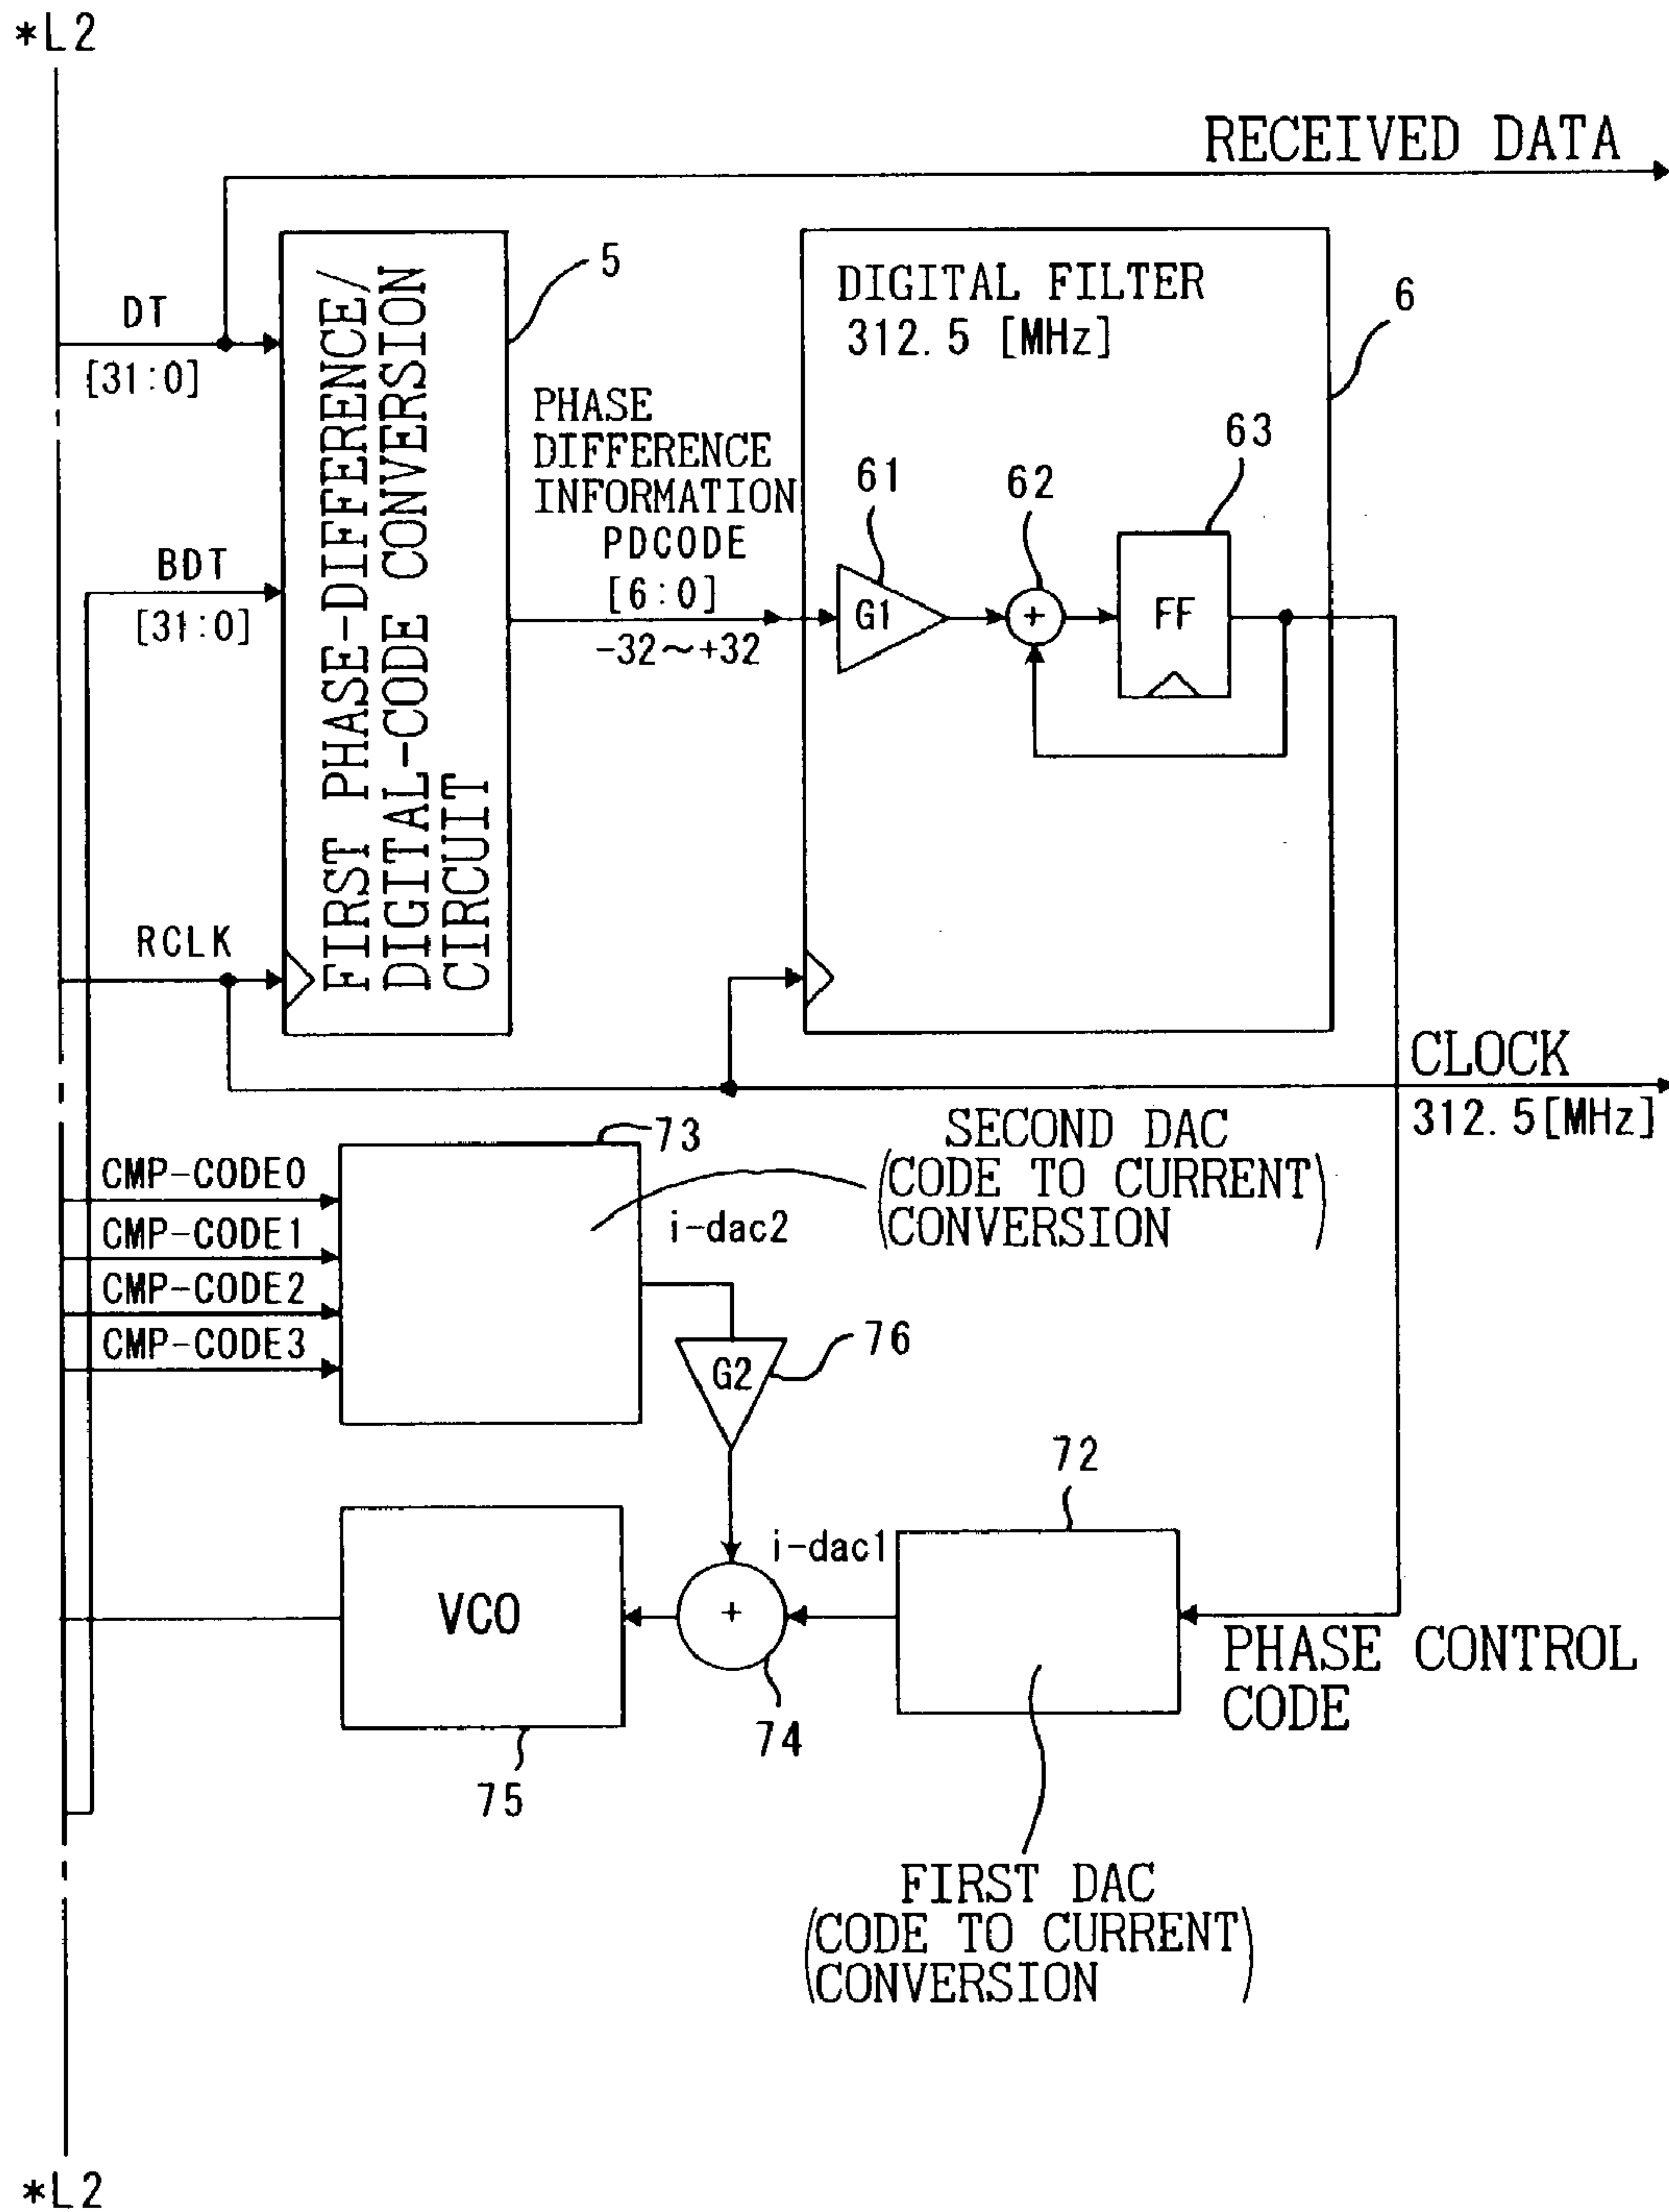 *L2
RECEIVED DATA
DT
[31:0]
BDT
[31:0]
RCLK
FIRST PHASE-DIFFERENCE/
DIGITAL-CODE CONVERSION
CIRCUIT
5
PHASE
DIFFERENCE
INFORMATION
PDCODE
[6:0]
-32~+32
DIGITAL FILTER
312.5 [MHz]
6
61
G1
62
+
63
FF
CLOCK
312.5[MHz]
CMP-CODE0
CMP-CODE1
CMP-CODE2
CMP-CODE3
73
SECOND DAC
(CODE TO CURRENT
CONVERSION)
i-dac2
G2
76
72
i-dac1
VCO
+
75
74
PHASE CONTROL
CODE
FIRST DAC
(CODE TO CURRENT
CONVERSION)
*L2